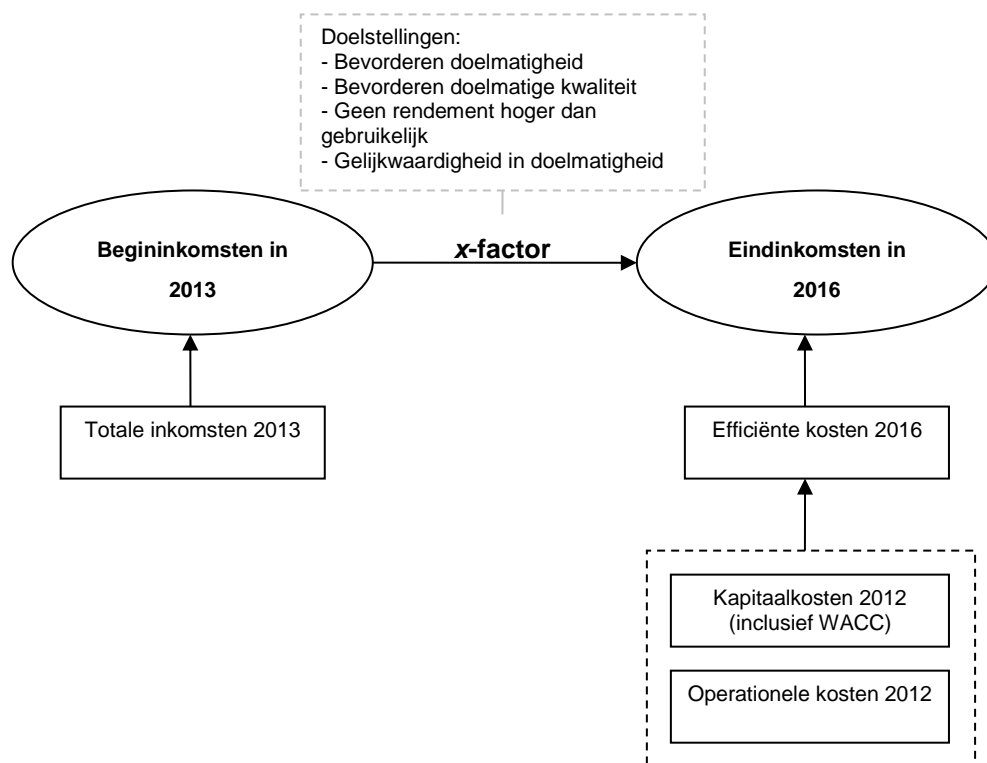 Doelstellingen:
- Bevorderen doelmatigheid
- Bevorderen doelmatige kwaliteit
- Geen rendement hoger dan
gebruikelijk
- Gelijkwaardigheid in doelmatigheid
Begininkomsten in
2013
x-factor
Eindinkomsten in
2016
Totale inkomsten 2013
Efficiënte kosten 2016
Kapitaalkosten 2012
(inclusief WACC)
Operationele kosten 2012